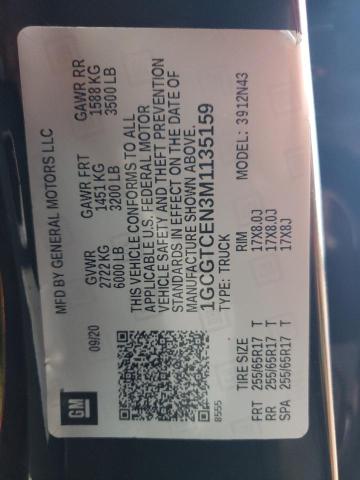 MFD BY GENERAL MOTORS LLC
09/20
GVWR
2722 KG
6000 LB
GAWR FRT
1451 KG
3200 LB
GAWR RR
1588 KG
3500 LB
THIS VEHICLE CONFORMS TO ALL
APPLICABLE U.S. FEDERAL MOTOR
VEHICLE SAFETY AND THEFT PREVENTION
STANDARDS IN EFFECT ON THE DATE OF
MANUFACTURE SHOWN ABOVE.
1GCGTCEN3M1135159
TYPE: TRUCK
MODEL: 3912N43
GM
8555
TIRE SIZE RIM
FRT 255/65R17 T 17X8.0J
RR 255/65R17 T 17X8.0J
SPA 255/65R17 T 17X8J